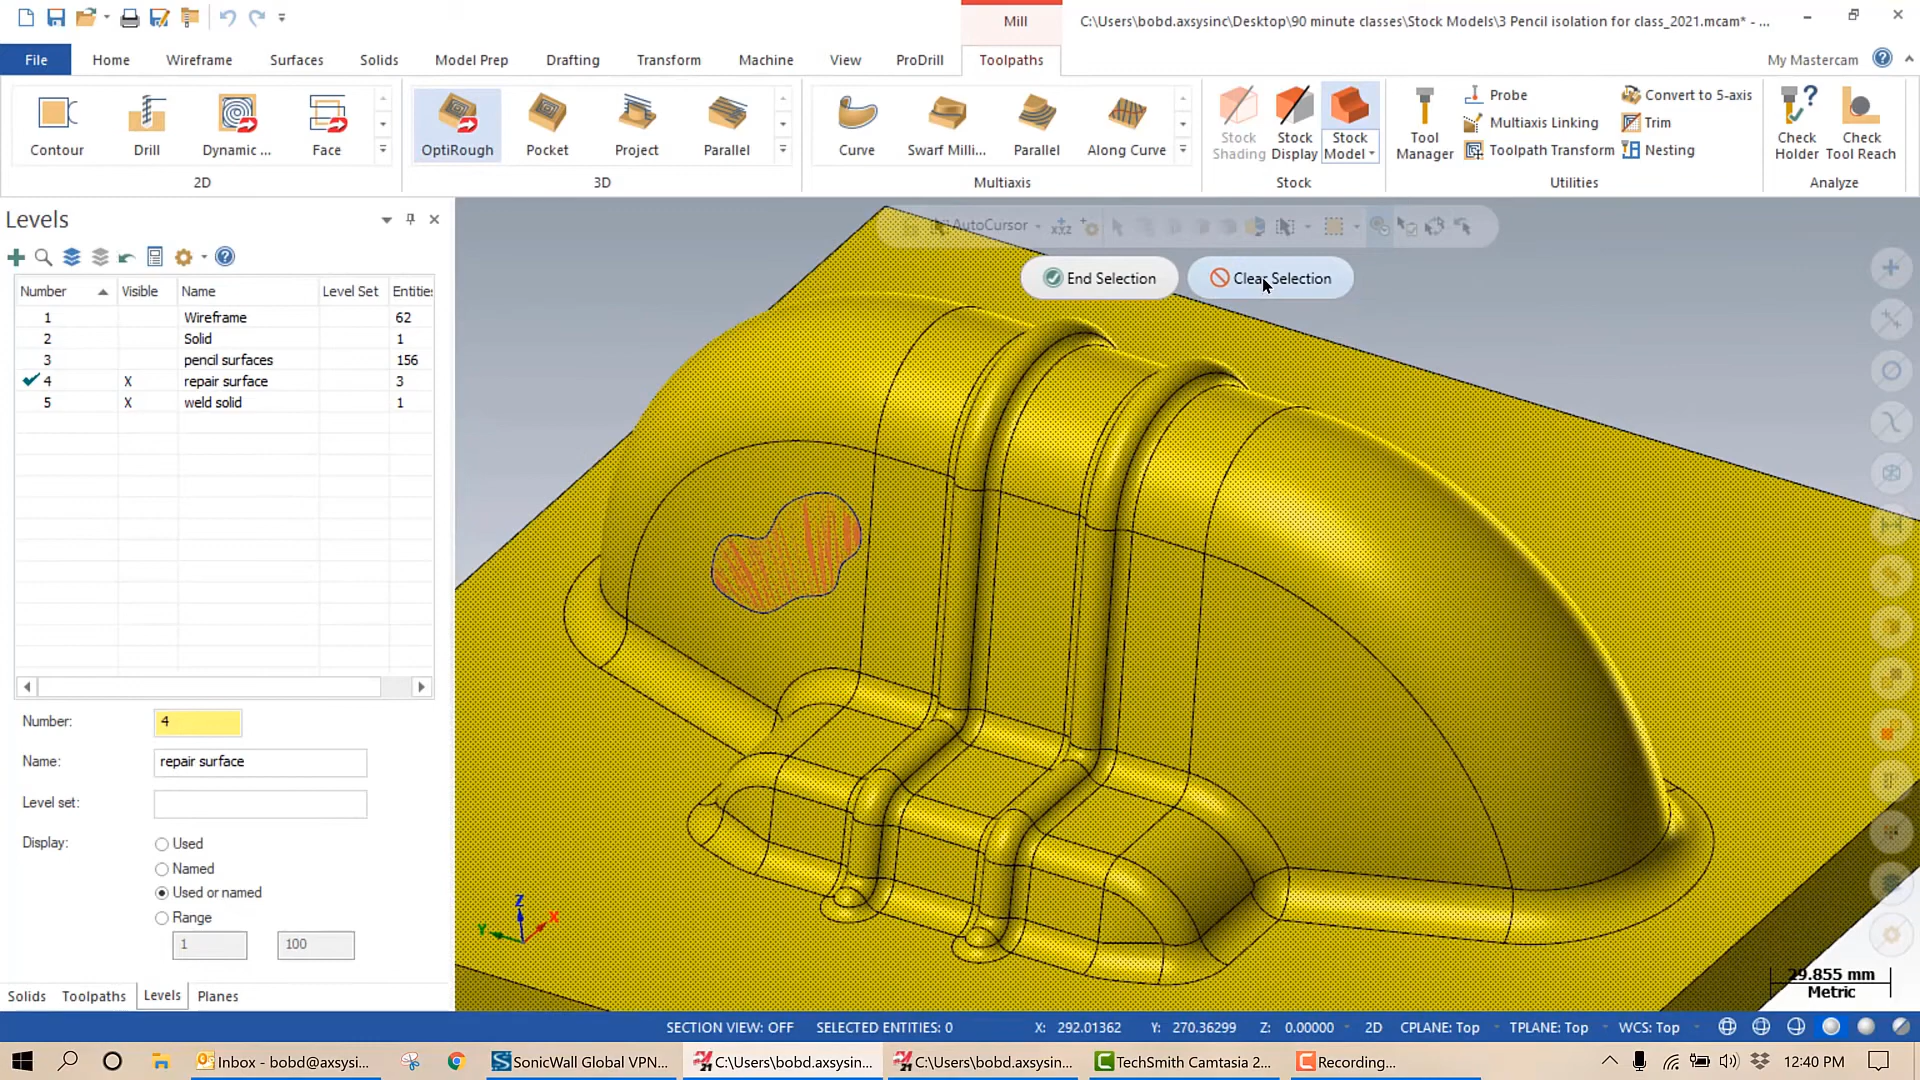 Mill
C:\Users\bobd.axsysinc\Desktop\90 minute classes\Stock Models\3 Pencil isolation for class_2021.mcam* - ...
File Home Wireframe Surfaces Solids Model Prep Drafting Transform Machine View ProDrill Toolpaths My Mastercam
Contour Drill Dynamic ... Face
2D
OptiRough Pocket Project Parallel
3D
Curve Swarf Milli... Parallel Along Curve
Multiaxis
Stock Shading
Stock Display
Stock Model
Stock
Tool Manager
Probe
Multiaxis Linking
Toolpath Transform
Convert to 5-axis
Trim
Nesting
Utilities
Check Holder
Check Tool Reach
Analyze
Levels
AutoCursor
End Selection Clear Selection
Number Visible Name Level Set Entities
1 Wireframe 62
2 Solid 1
3 pencil surfaces 156
4 X repair surface 3
5 X weld solid 1
Number: 4
Name: repair surface
Level set:
Display: Used
Named
Used or named
Range
1 100
Z
X
Y
29.855 mm
Metric
Solids Toolpaths Levels Planes
SECTION VIEW: OFF SELECTED ENTITIES: 0 X: 292.01362 Y: 270.36299 Z: 0.00000 2D CPLANE: Top TPLANE: Top WCS: Top
Inbox - bobd@axsysi... SonicWall Global VPN... C:\Users\bobd.axsysin... C:\Users\bobd.axsysin... TechSmith Camtasia 2... Recording... 12:40 PM